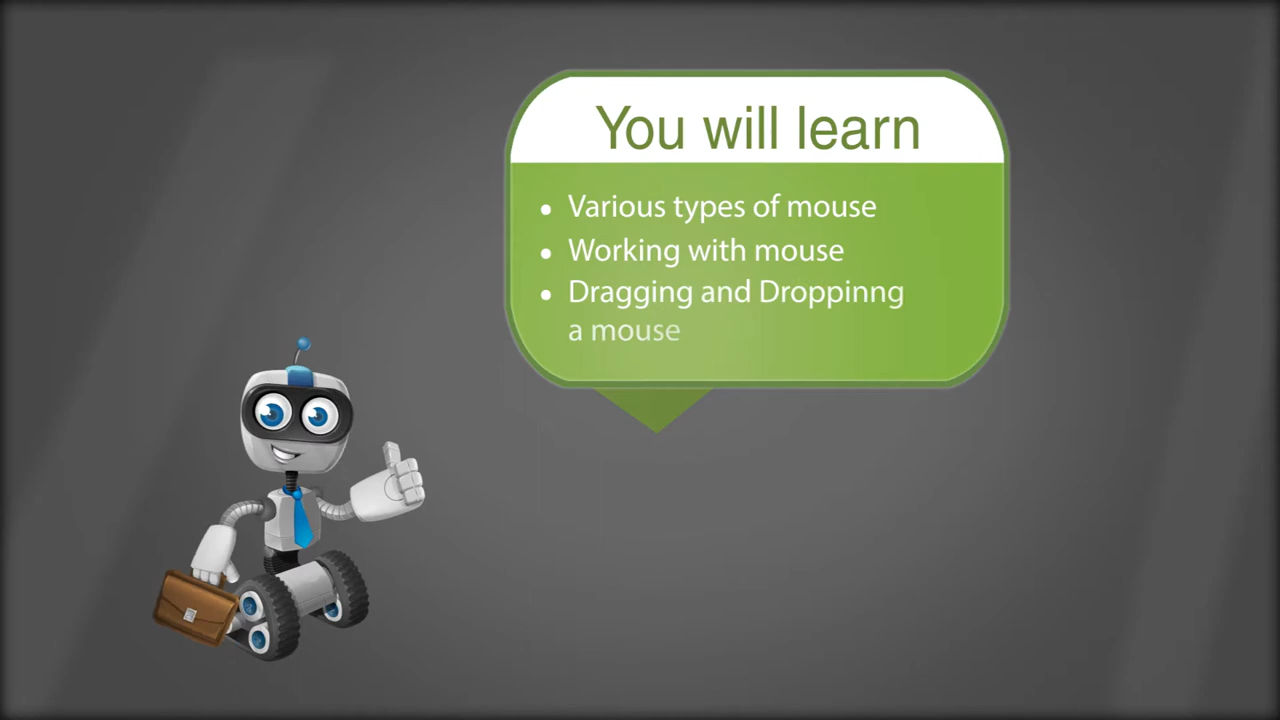 You will learn
• Various types of mouse
• Working with mouse
• Dragging and Droppinng
a mouse